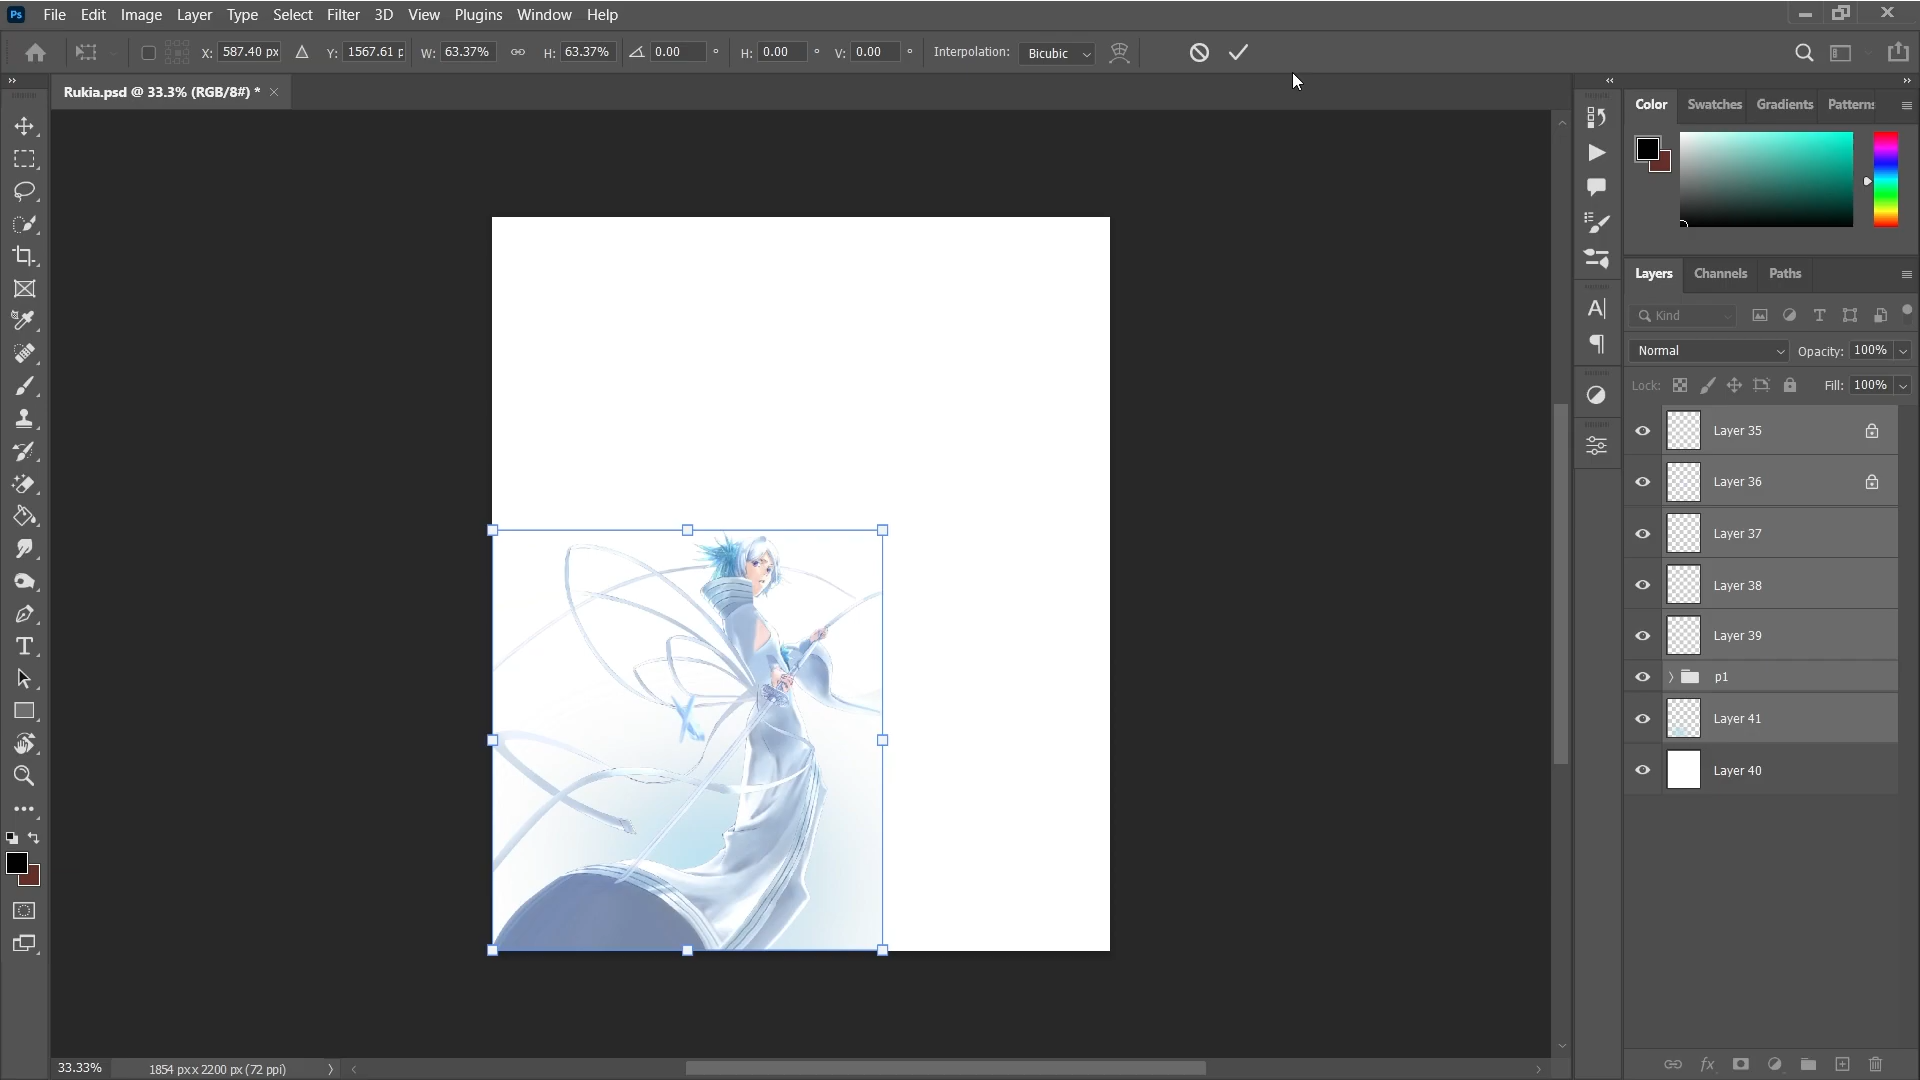 Ps File Edit Image Layer Type Select Filter 3D View Plugins Window Help
X: 587.40 px Y: 1567.61 p W: 63.37% H: 63.37% 0.00 ° H: 0.00 ° V: 0.00 ° Interpolation: Bicubic
Rukia.psd @ 33.3% (RGB/8#) *
Color Swatches Gradients Patterns
Layers Channels Paths
Kind
Normal Opacity: 100%
Lock: Fill: 100%
Layer 35
Layer 36
Layer 37
Layer 38
Layer 39
p1
Layer 41
Layer 40
33.33% 1854 px x 2200 px (72 ppi)